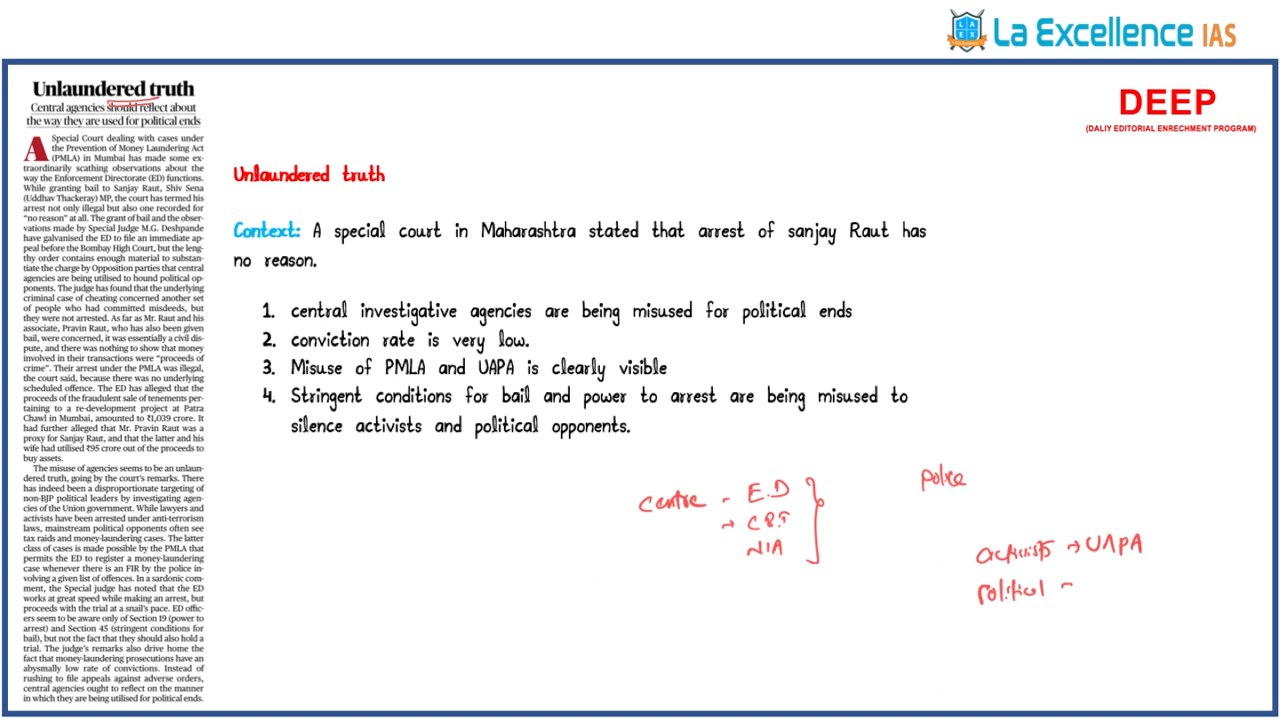 La Excellence IAS
DEEP
(DALIY EDITORIAL ENRECHMENT PROGRAM)
Unlaundered truth
Central agencies should reflect about
the way they are used for political ends
A Special Court dealing with cases under
the Prevention of Money Laundering Act
(PMLA) in Mumbai has made some ex-
traordinarily scathing observations about the
way the Enforcement Directorate (ED) functions.
While granting bail to Sanjay Raut, Shiv Sena
(Uddhav Thackeray) MP, the court has termed his
arrest not only illegal but also one recorded for
“no reason” at all. The grant of bail and the obser-
vations made by Special Judge M.G. Deshpande
have galvanised the ED to file an immediate ap-
peal before the Bombay High Court, but the leng-
thy order contains enough material to substan-
tiate the charge by Opposition parties that central
agencies are being utilised to hound political op-
ponents. The judge has found that the underlying
criminal case of cheating concerned another set
of people who had committed misdeeds, but
they were not arrested. As far as Mr. Raut and his
associate, Pravin Raut, who has also been given
bail, were concerned, it was essentially a civil dis-
pute, and there was nothing to show that money
involved in their transactions were “proceeds of
crime”. Their arrest under the PMLA was illegal,
the court said, because there was no underlying
scheduled offence. The ED has alleged that the
proceeds of the fraudulent sale of tenements per-
taining to a re-development project at Patra
Chawl in Mumbai, amounted to ₹1,039 crore. It
had further alleged that Mr. Pravin Raut was a
proxy for Sanjay Raut, and that the latter and his
wife had utilised ₹95 crore out of the proceeds to
buy assets.
The misuse of agencies seems to be an unlaun-
dered truth, going by the court's remarks. There
has indeed been a disproportionate targeting of
non-BJP political leaders by investigating agen-
cies of the Union government. While lawyers and
activists have been arrested under anti-terrorism
laws, mainstream political opponents often see
tax raids and money-laundering cases. The latter
class of cases is made possible by the PMLA that
permits the ED to register a money-laundering
case whenever there is an FIR by the police in-
volving a given list of offences. In a sardonic com-
ment, the Special judge has noted that the ED
works at great speed while making an arrest, but
proceeds with the trial at a snail's pace. ED offic-
ers seem to be aware only of Section 19 (power to
arrest) and Section 45 (stringent conditions for
bail), but not the fact that they should also hold a
trial. The judge's remarks also drive home the
fact that money-laundering prosecutions have an
abysmally low rate of convictions. Instead of
rushing to file appeals against adverse orders,
central agencies ought to reflect on the manner
in which they are being utilised for political ends.
Unlaundered truth
Context: A special court in Maharashtra stated that arrest of sanjay Raut has
no reason.
1. central investigative agencies are being misused for political ends
2. conviction rate is very low.
3. Misuse of PMLA and UAPA is clearly visible
4. Stringent conditions for bail and power to arrest are being misused to
silence activists and political opponents.
Centre - E.D
→ CBI
NIA
police
activists → UAPA
Political -